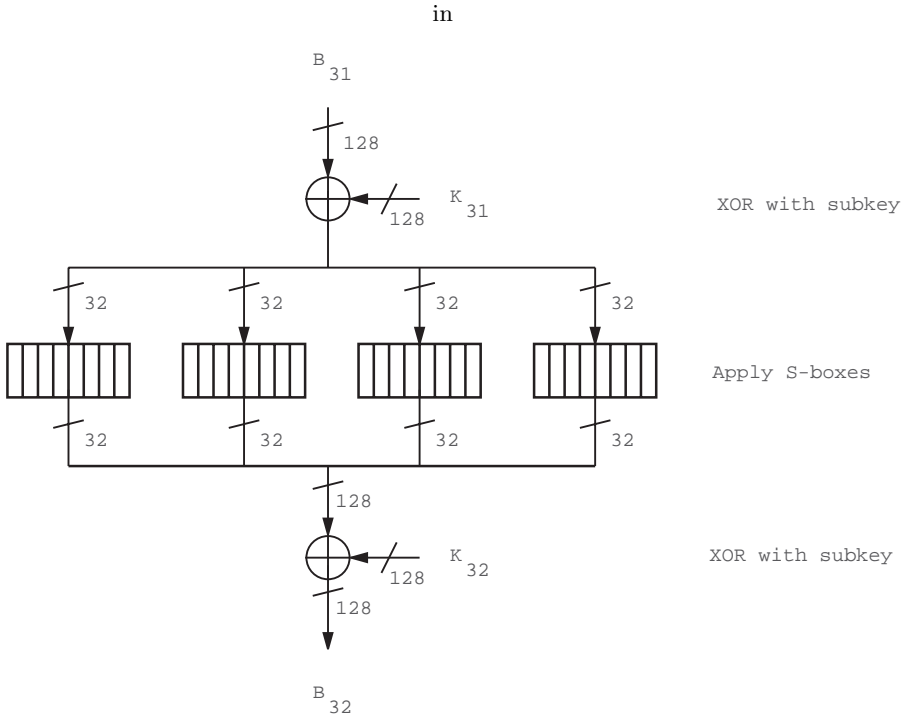 in
B 31
128
K 31
128
XOR with subkey
32 32 32 32
Apply S-boxes
32 32 32 32
128
K 32
128
XOR with subkey
128
B 32